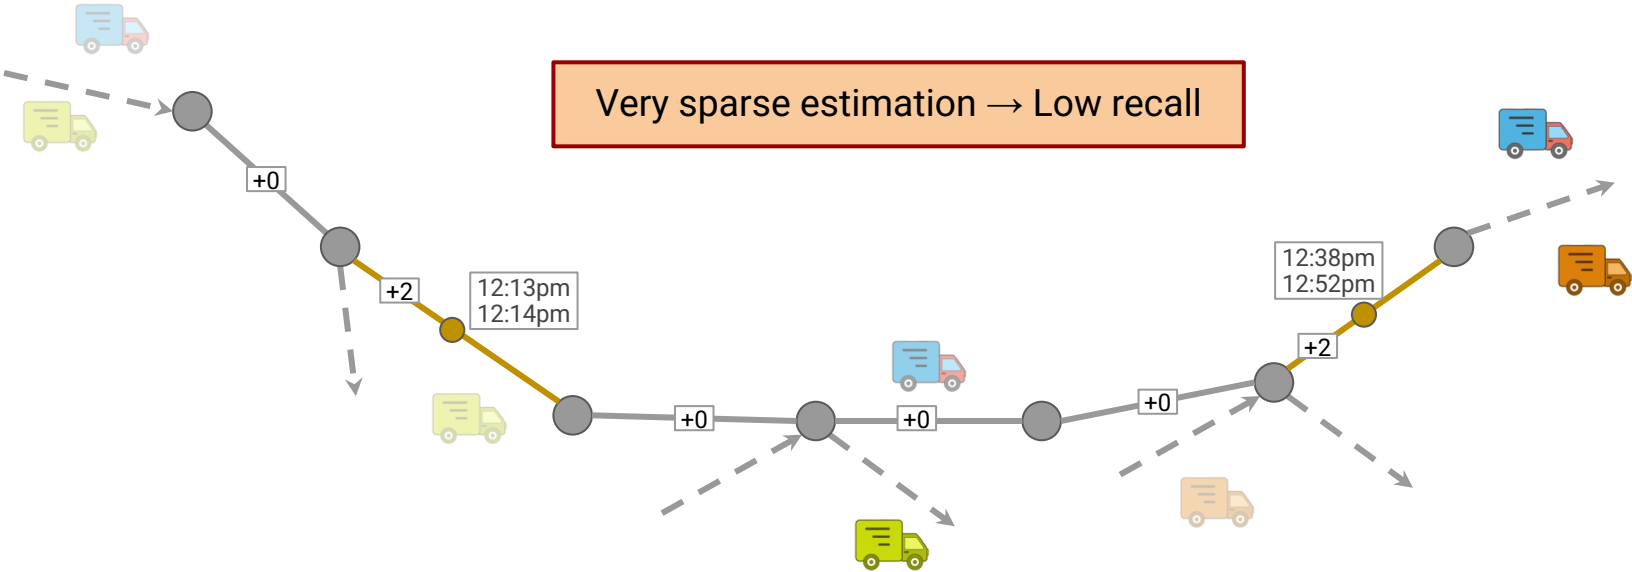 Very sparse estimation → Low recall
+0
+2
12:13pm
12:14pm
+0
+0
+0
+2
12:38pm
12:52pm